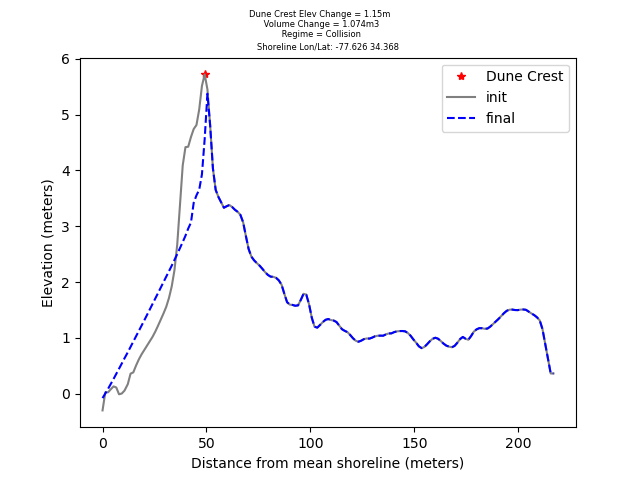 Dune Crest Elev Change = 1.15m
Volume Change = 1.074m3
Regime = Collision
Shoreline Lon/Lat: -77.626 34.368
Dune Crest
init
final
Elevation (meters)
6
5
4
3
2
1
0
0 50 100 150 200
Distance from mean shoreline (meters)